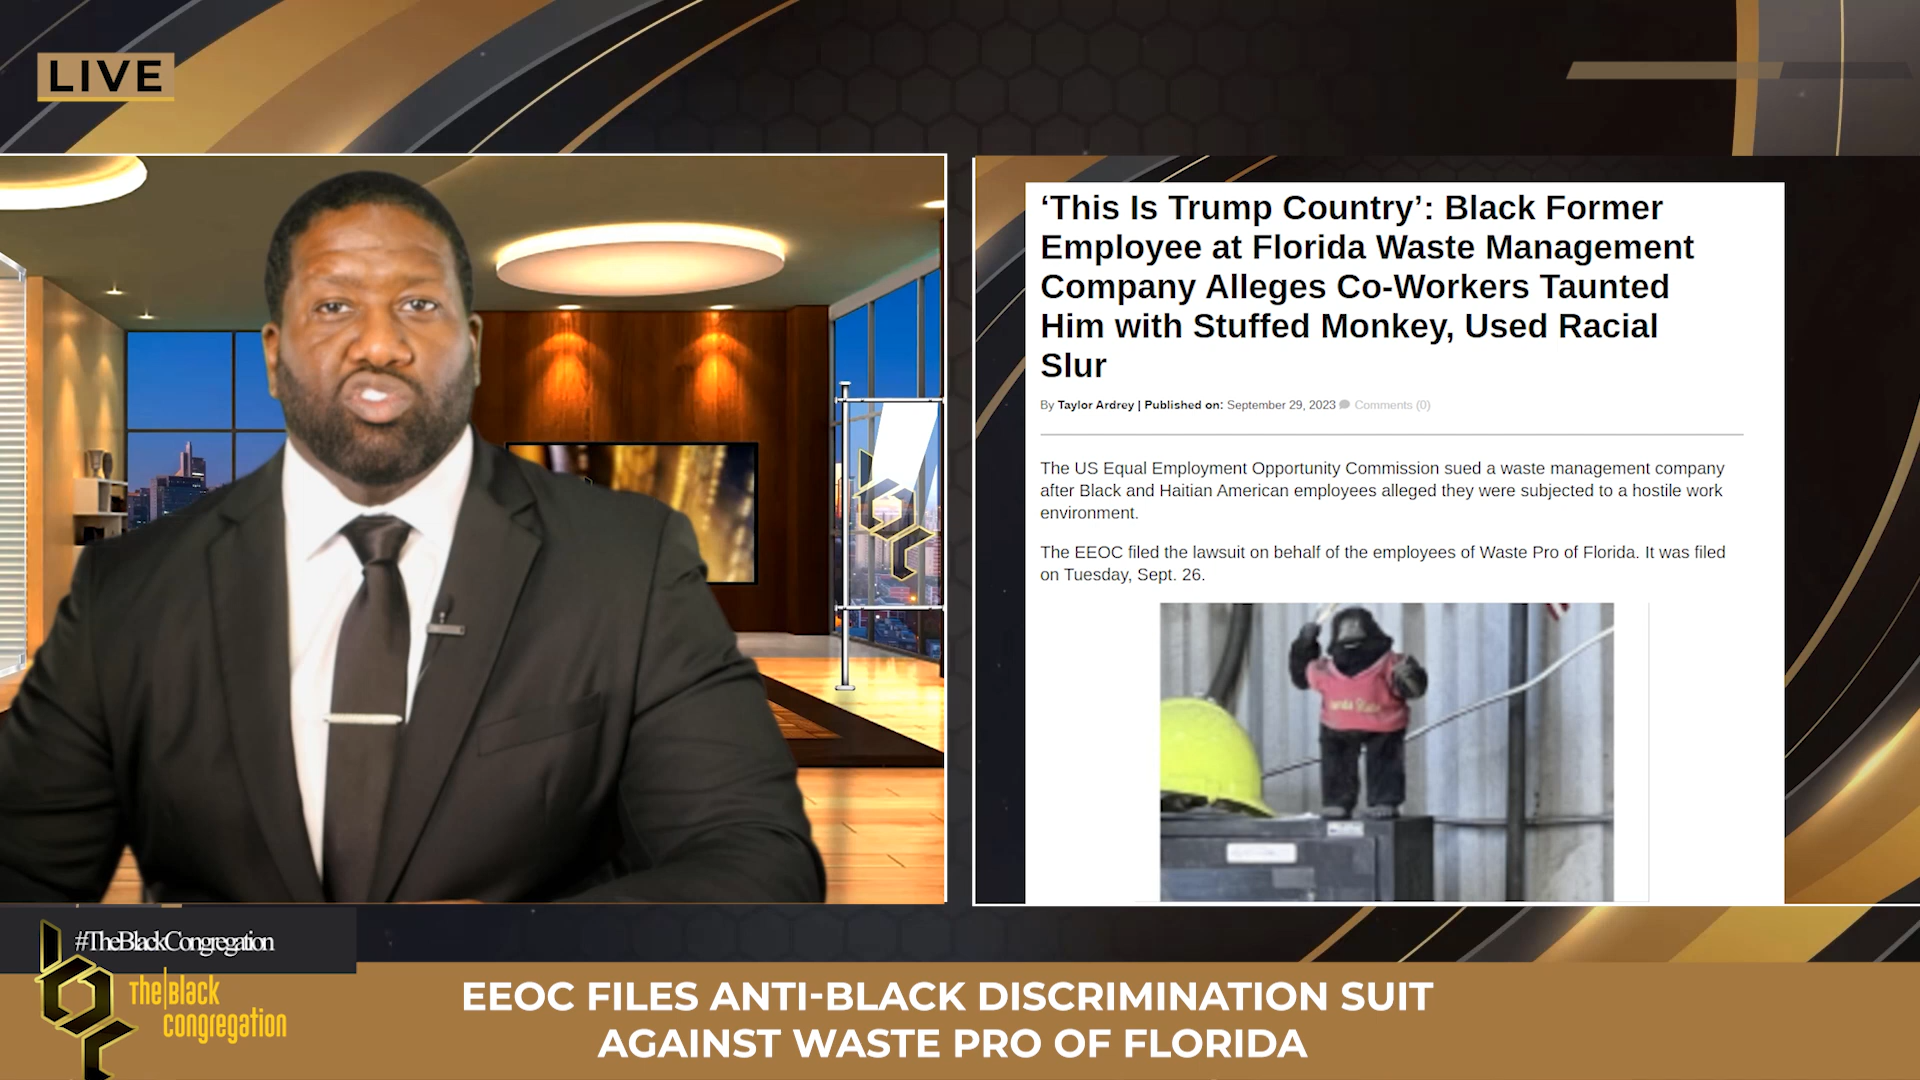 LIVE
‘This Is Trump Country’: Black Former
Employee at Florida Waste Management
Company Alleges Co-Workers Taunted
Him with Stuffed Monkey, Used Racial
Slur
By Taylor Ardrey | Published on: September 29, 2023 Comments (0)
The US Equal Employment Opportunity Commission sued a waste management company
after Black and Haitian American employees alleged they were subjected to a hostile work
environment.
The EEOC filed the lawsuit on behalf of the employees of Waste Pro of Florida. It was filed
on Tuesday, Sept. 26.
#TheBlackCongregation
the|black
congregation
EEOC FILES ANTI-BLACK DISCRIMINATION SUIT
AGAINST WASTE PRO OF FLORIDA